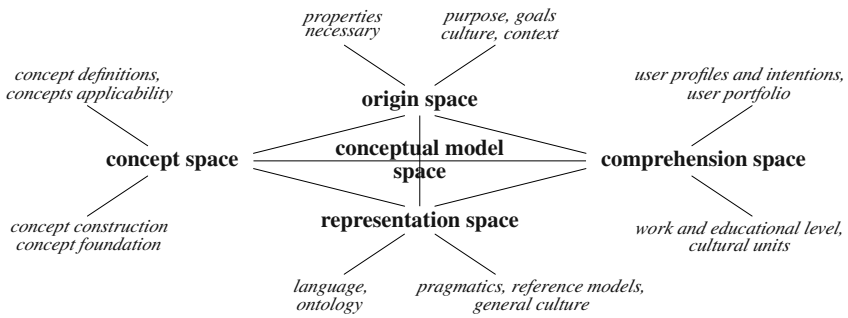 properties
necessary
purpose, goals
culture, context
concept definitions,
concepts applicability
user profiles and intentions,
user portfolio
origin space
concept space
conceptual model
space
comprehension space
representation space
concept construction
concept foundation
work and educational level,
cultural units
language,
ontology
pragmatics, reference models,
general culture